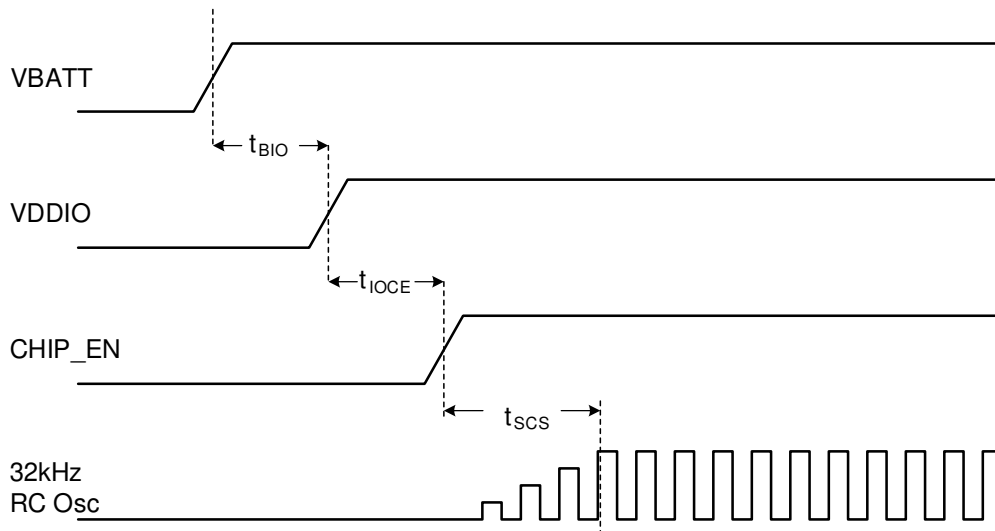 VBATT
tBIO
VDDIO
tIOCE
CHIP_EN
tSCS
32kHz
RC Osc